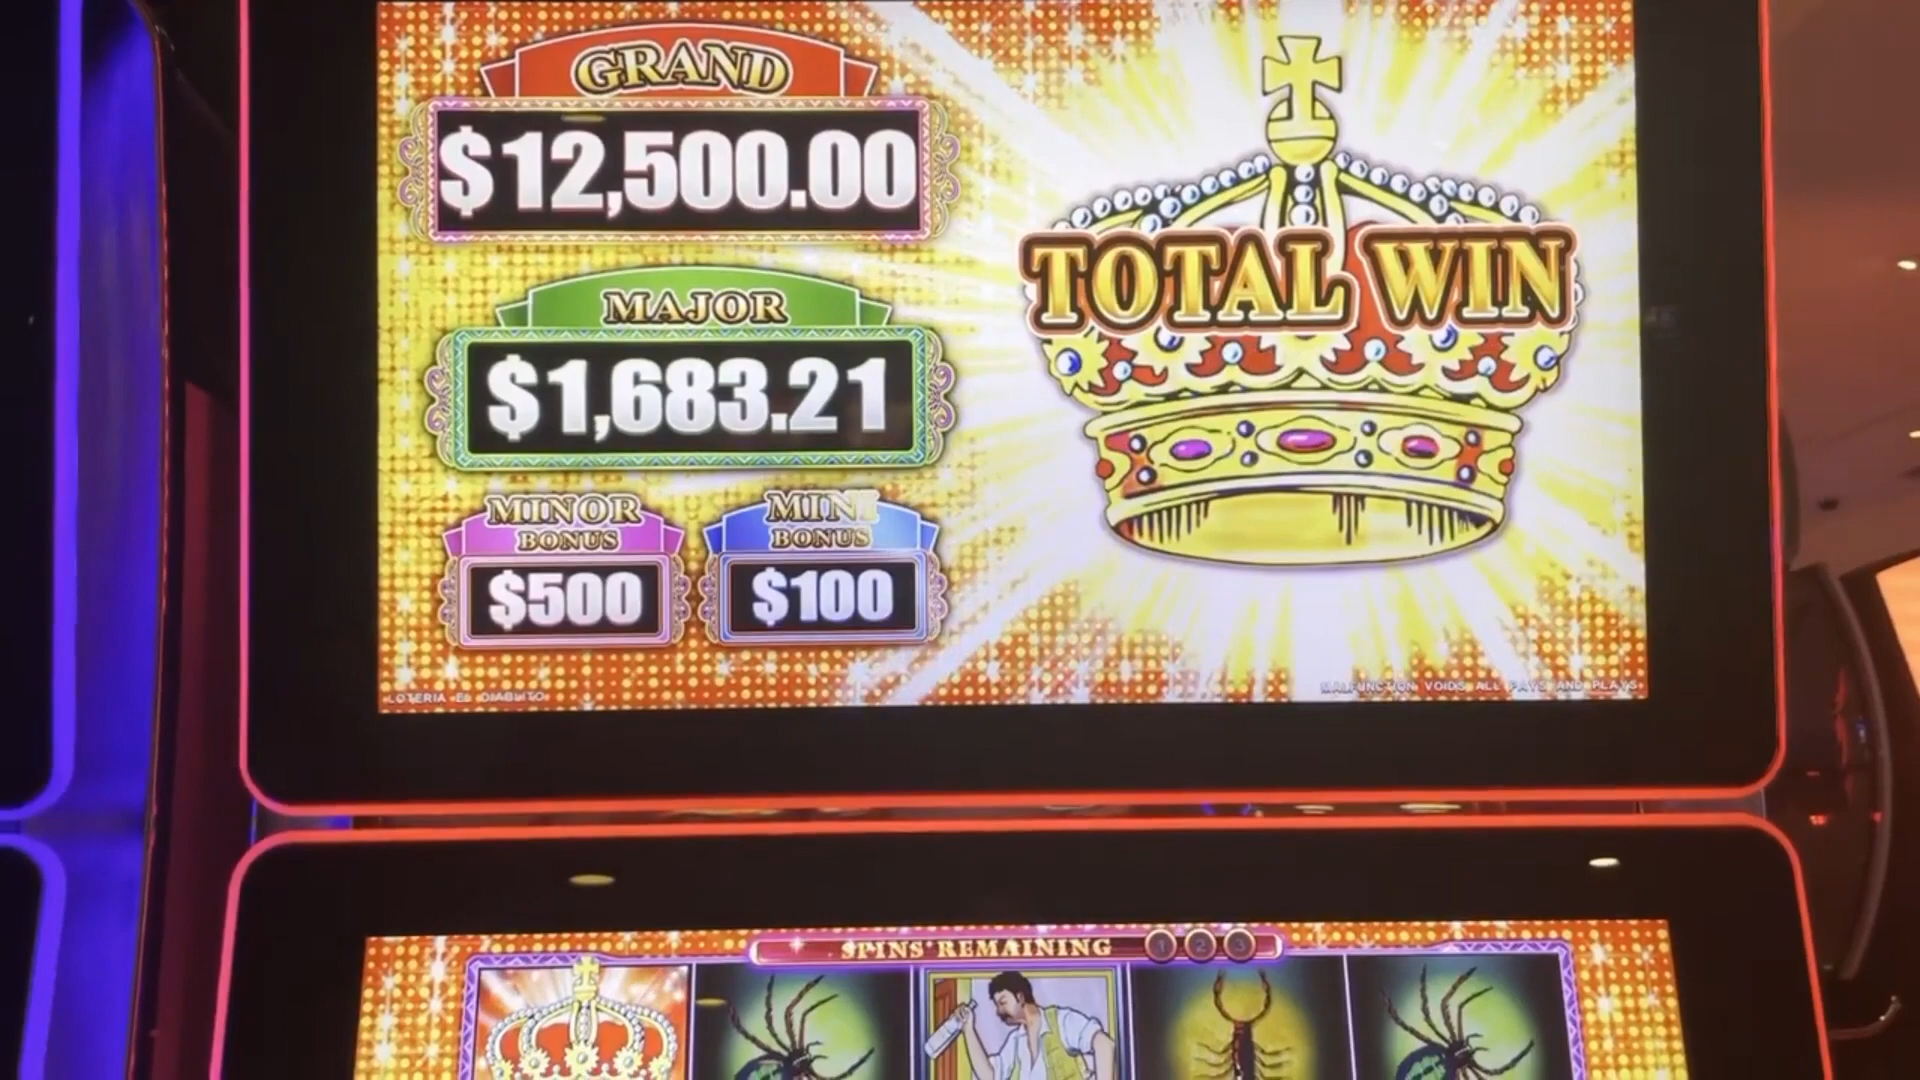 GRAND
$12,500.00
MAJOR
$1,683.21
MINOR
BONUS
$500
MINI
BONUS
$100
TOTAL WIN
LOTERIA EL DIABLITO
MALFUNCTION VOIDS ALL PAYS AND PLAYS
SPINS REMAINING 1 2 3